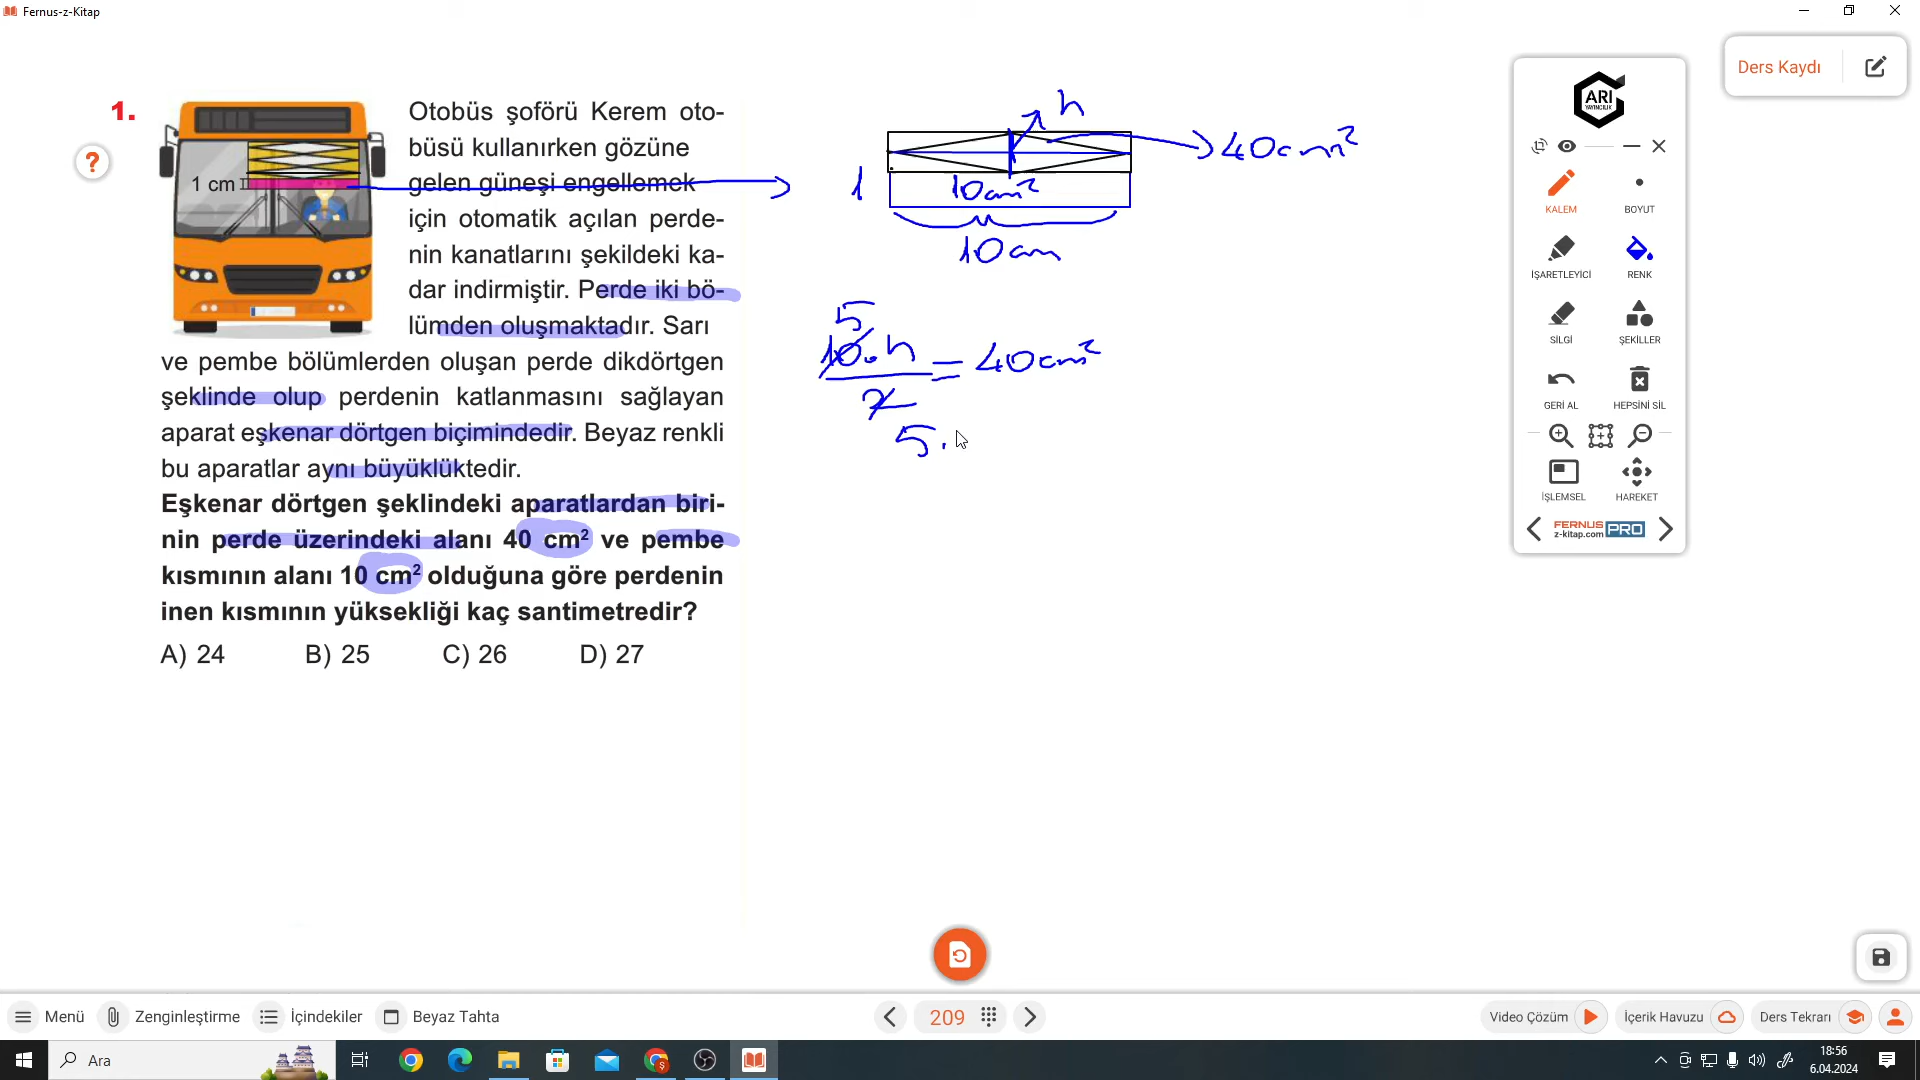 Fernus-z-Kitap
Ders Kaydı
1.
?
1 cm
Otobüs şoförü Kerem oto-
büsü kullanırken gözüne
gelen güneşi engellemek
için otomatik açılan perde-
nin kanatlarını şekildeki ka-
dar indirmiştir. Perde iki bö-
lümden oluşmaktadır. Sarı
ve pembe bölümlerden oluşan perde dikdörtgen
şeklinde olup perdenin katlanmasını sağlayan
aparat eşkenar dörtgen biçimindedir. Beyaz renkli
bu aparatlar aynı büyüklüktedir.
Eşkenar dörtgen şeklindeki aparatlardan biri-
nin perde üzerindeki alanı 40 cm² ve pembe
kısmının alanı 10 cm² olduğuna göre perdenin
inen kısmının yüksekliği kaç santimetredir?
A) 24 B) 25 C) 26 D) 27
h
40cm²
1
10cm²
10cm
5
10.h = 40cm²
2
5.
ARI
YAYINCILIK
KALEM BOYUT
İŞARETLEYİCİ RENK
SİLGİ ŞEKİLLER
GERİ AL HEPSİNİ SİL
İŞLEMSEL HAREKET
FERNUS
z-kitap.com PRO
Menü Zenginleştirme İçindekiler Beyaz Tahta 209 Video Çözüm İçerik Havuzu Ders Tekrarı
Ara
18:56
6.04.2024